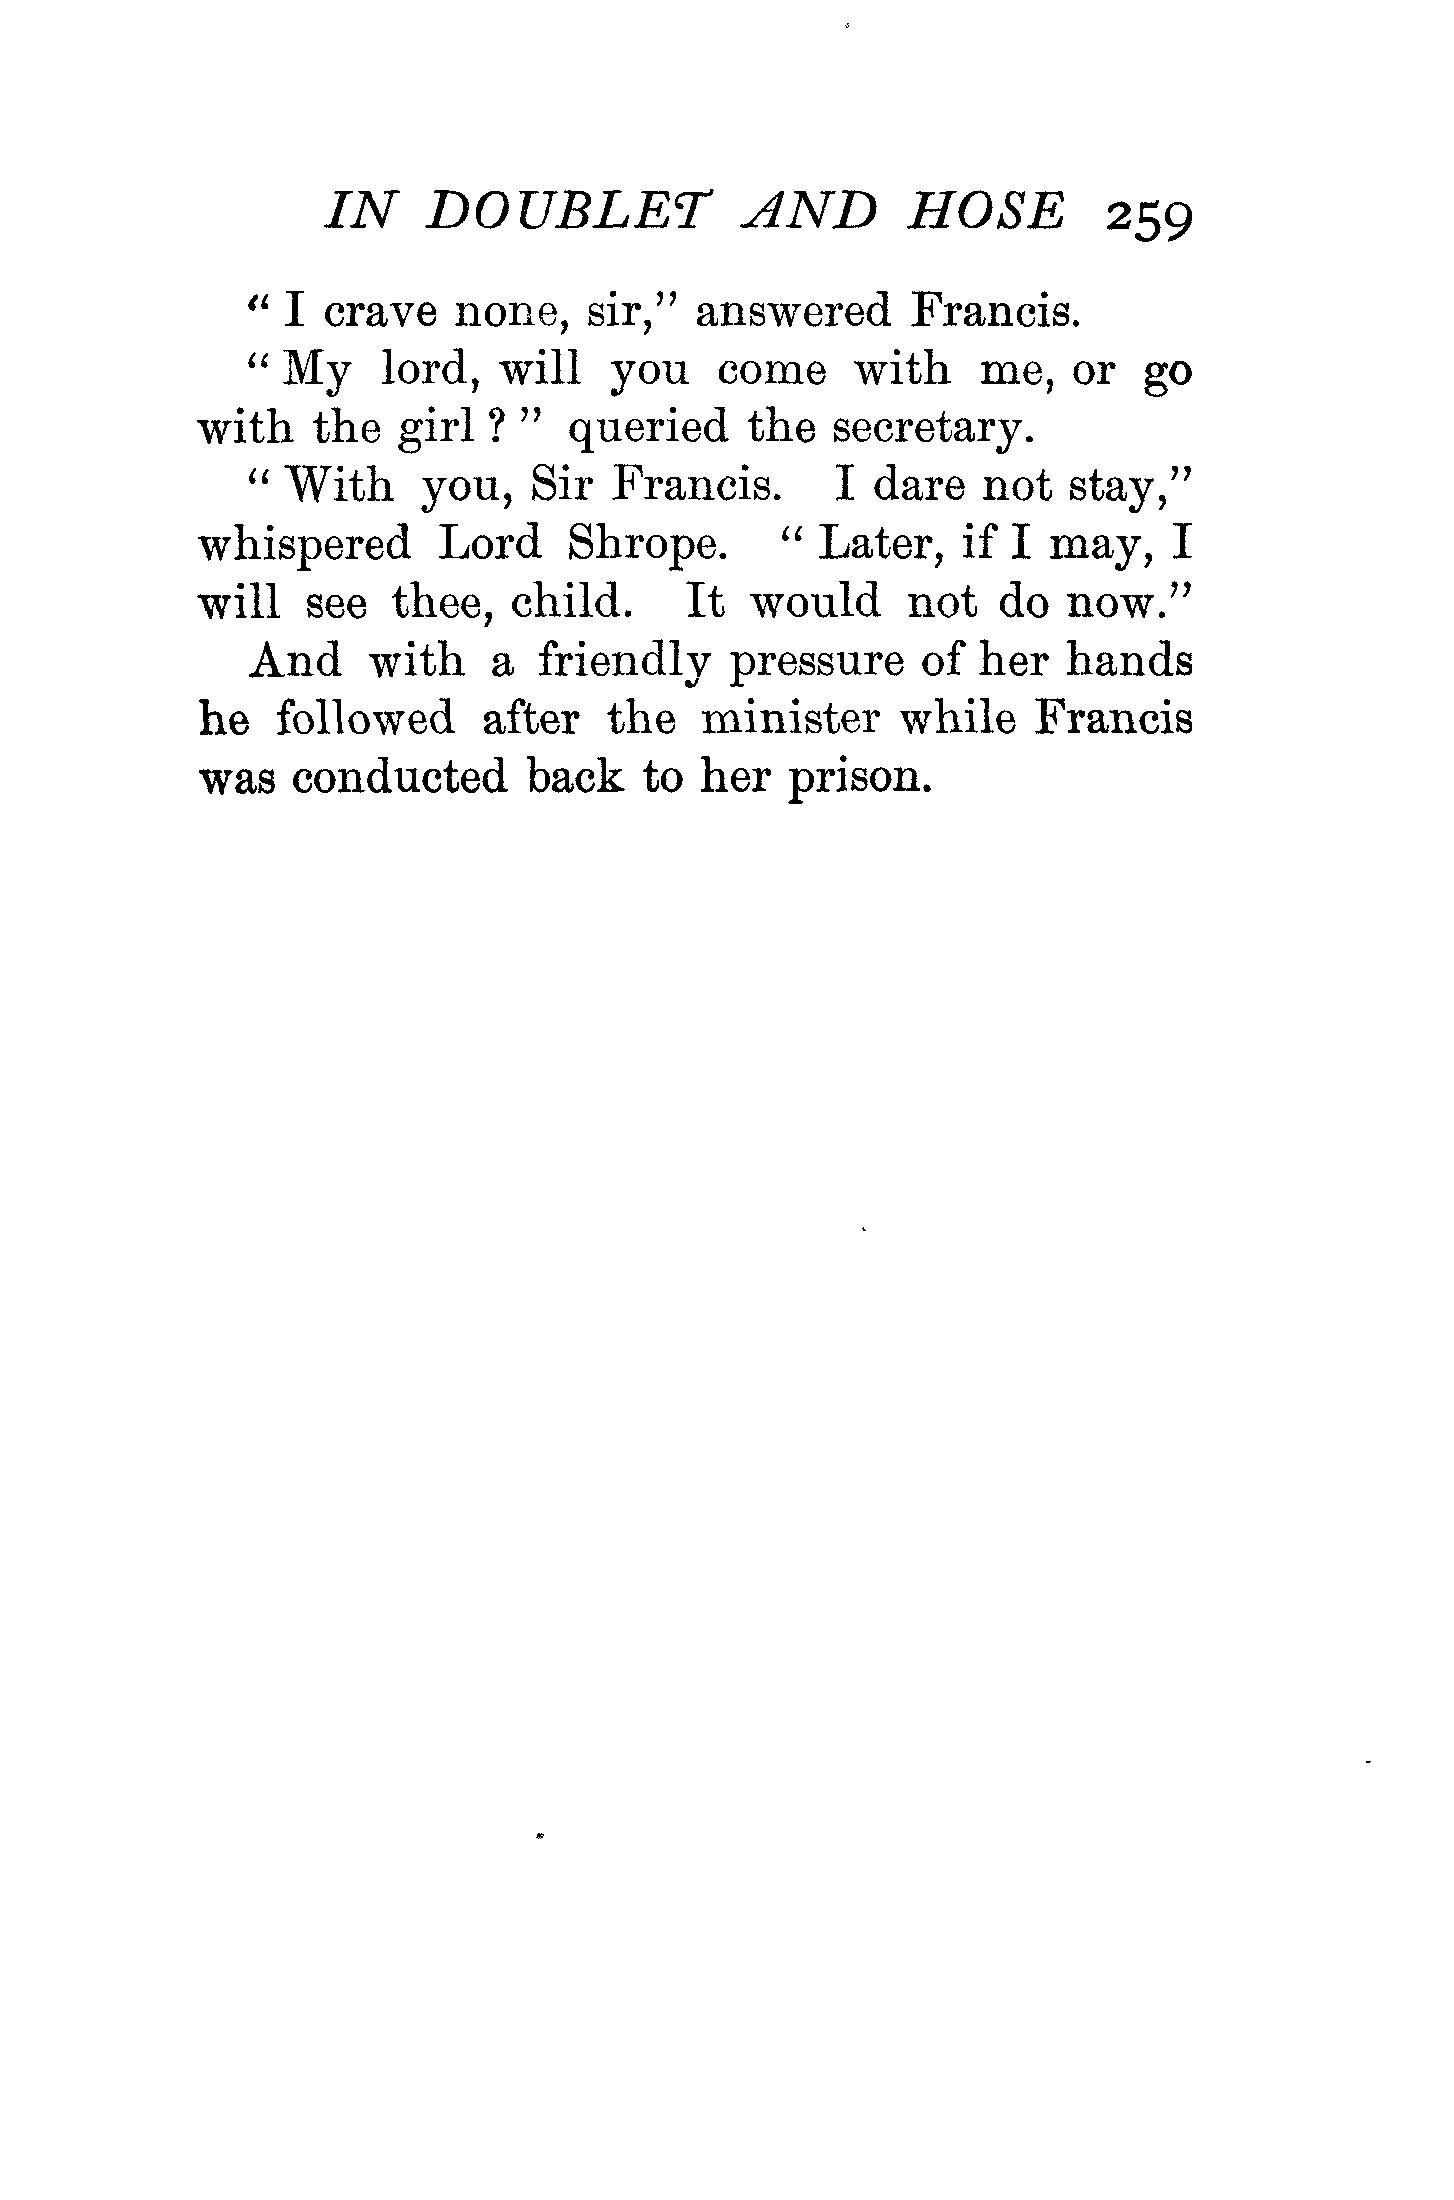 IN DOUBLET AND HOSE 259
“ I crave none, sir,” answered Francis.
“ My lord, will you come with me, or go
with the girl ? ” queried the secretary.
“ With you, Sir Francis. I dare not stay,”
whispered Lord Shrope. “ Later, if I may, I
will see thee, child. It would not do now.”
And with a friendly pressure of her hands
he followed after the minister while Francis
was conducted back to her prison.